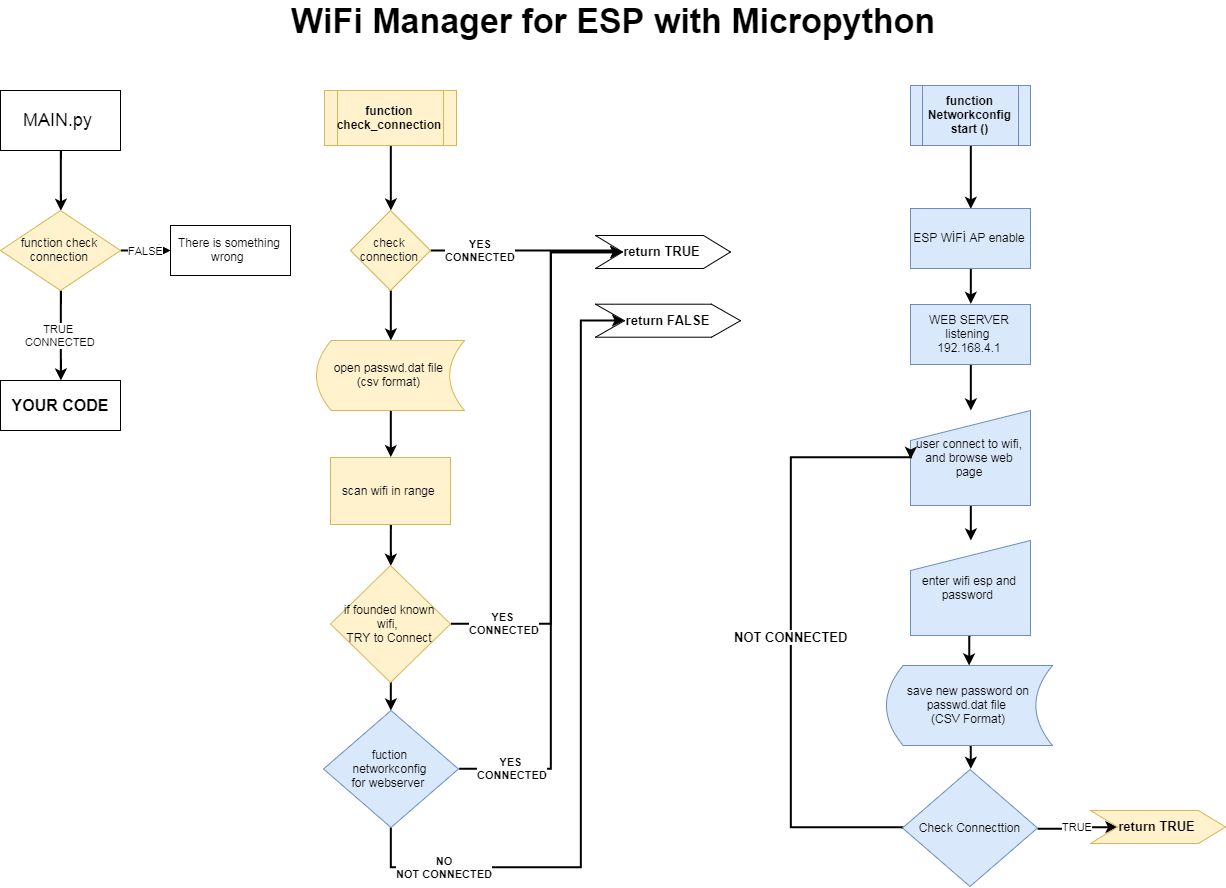 WiFi Manager for ESP with Micropython
MAIN.py
function check
connection
FALSE
There is something
wrong
TRUE
CONNECTED
YOUR CODE
function
check_connection
check
connection
YES
CONNECTED
return TRUE
return FALSE
open passwd.dat file
(csv format)
scan wifi in range
if founded known
wifi,
TRY to Connect
YES
CONNECTED
fuction
networkconfig
for webserver
YES
CONNECTED
NO
NOT CONNECTED
function
Networkconfig
start ()
ESP WİFİ AP enable
WEB SERVER
listening
192.168.4.1
user connect to wifi,
and browse web
page
enter wifi esp and
password
NOT CONNECTED
save new password on
passwd.dat file
(CSV Format)
Check Connecttion
TRUE
return TRUE